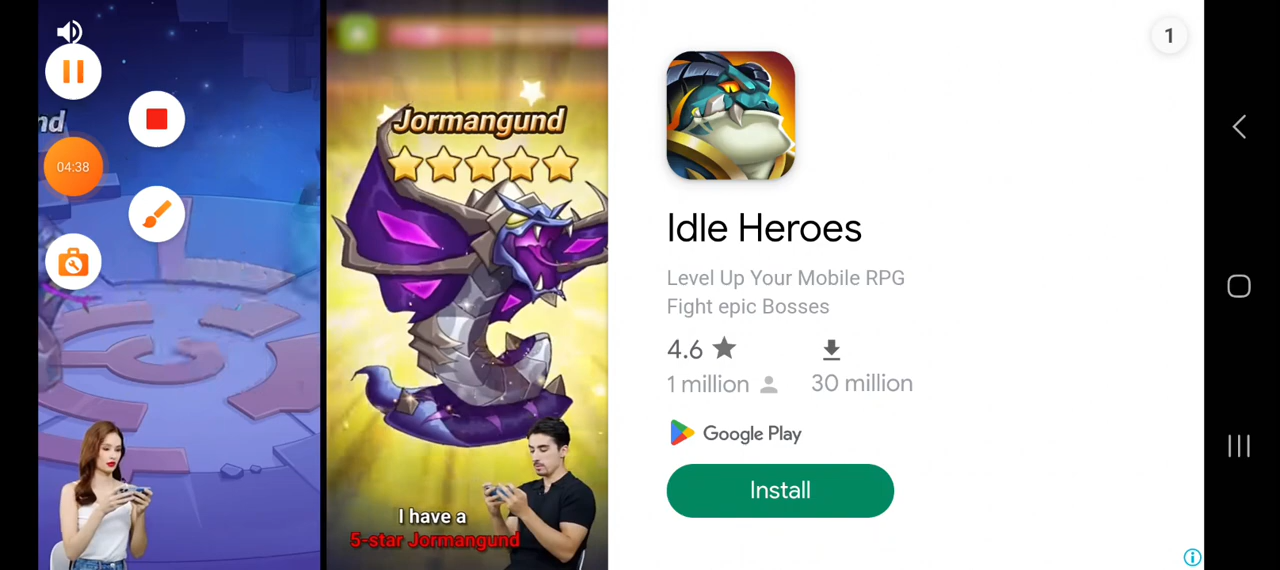 nd
04:38
Jormangund
I have a
5-star Jormangund
1
Idle Heroes
Level Up Your Mobile RPG
Fight epic Bosses
4.6
1 million
30 million
Google Play
Install